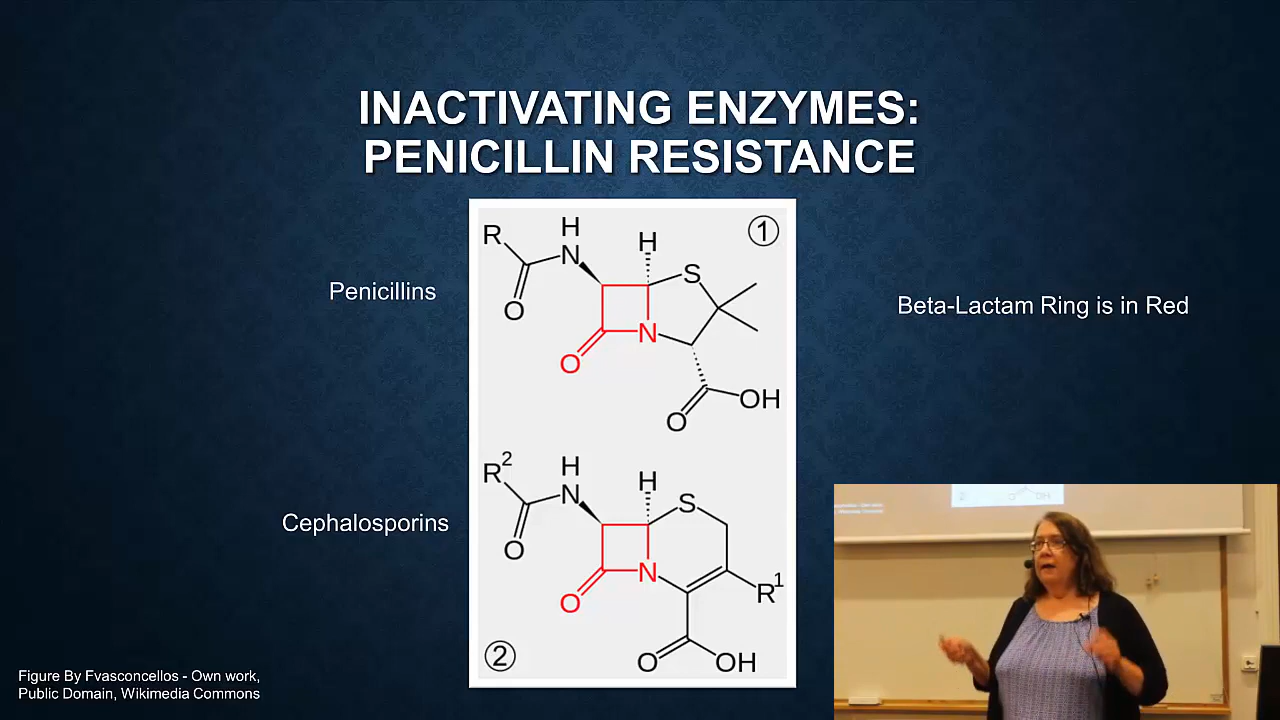 INACTIVATING ENZYMES:
PENICILLIN RESISTANCE
Penicillins
Beta-Lactam Ring is in Red
1
R
H
N
O
H
S
N
O
O
OH
Cephalosporins
R2
H
N
O
H
S
N
O
R1
O
OH
2
Figure By Fvasconcellos - Own work,
Public Domain, Wikimedia Commons